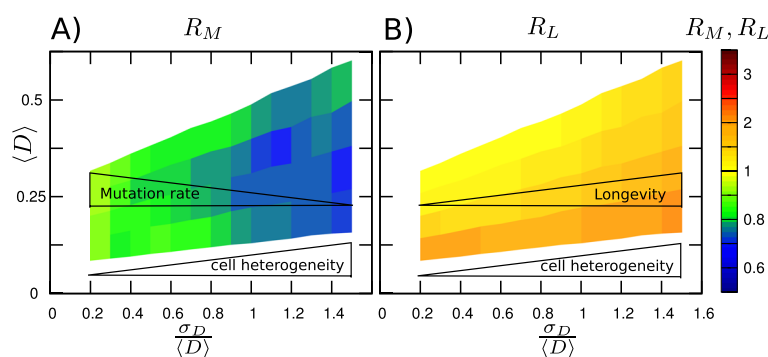 A) R_M B) R_L R_M, R_L
⟨D⟩
0.5
0.25
0
Mutation rate
cell heterogeneity
0 0.2 0.4 0.6 0.8 1 1.2 1.4
σ_D/⟨D⟩
Longevity
cell heterogeneity
0 0.2 0.4 0.6 0.8 1 1.2 1.4 1.6
σ_D/⟨D⟩
3
2
1
0.8
0.6